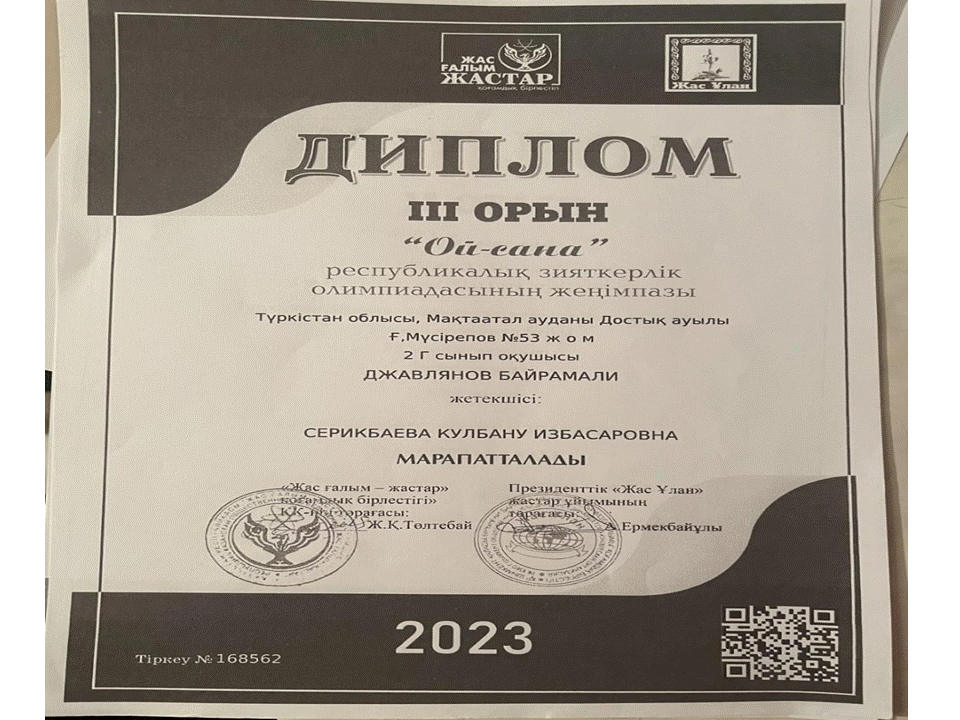 ЖАС
ҒАЛЫМ
ЖАСТАР
қоғамдық бірлестігі
Жас Ұлан
ДИПЛОМ
III ОРЫН
“Ой-сана”
республикалық зияткерлік
олимпиадасының жеңімпазы
Түркістан облысы, Мақтаатал ауданы Достық ауылы
Ғ,Мүсірепов №53 ж о м
2 Г сынып оқушысы
ДЖАВЛЯНОВ БАЙРАМАЛИ
жетекшісі:
СЕРИКБАЕВА КУЛБАНУ ИЗБАСАРОВНА
МАРАПАТТАЛАДЫ
«Жас ғалым – жастар»
қоғамдық бірлестігі»
төрағасы:
Ж.Қ.Төлтебай
Президенттік «Жас Ұлан»
жастар ұйымының
төрағасы:
А.Ермекбайұлы
2023
Тіркеу № 168562